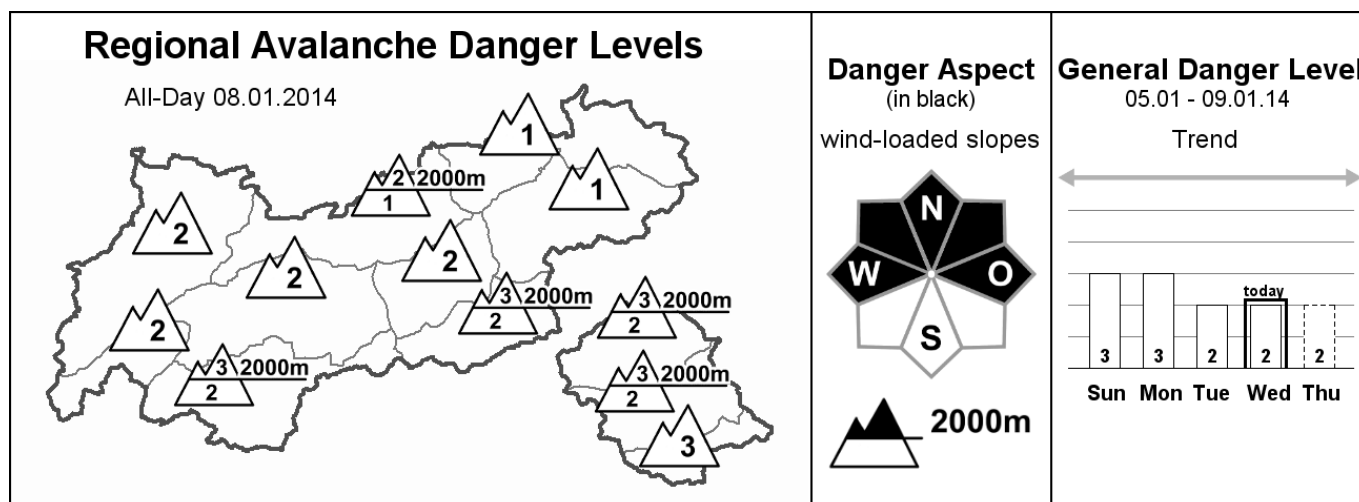 Regional Avalanche Danger Levels
All-Day 08.01.2014
1
2 2000m
1
1
2
2
2
3 2000m
2
3 2000m
2
2
3 2000m
2
3 2000m
2
3
Danger Aspect
(in black)
wind-loaded slopes
N
W O
S
2000m
General Danger Level
05.01 - 09.01.14
Trend
today
3 3 2 2 2
Sun Mon Tue Wed Thu